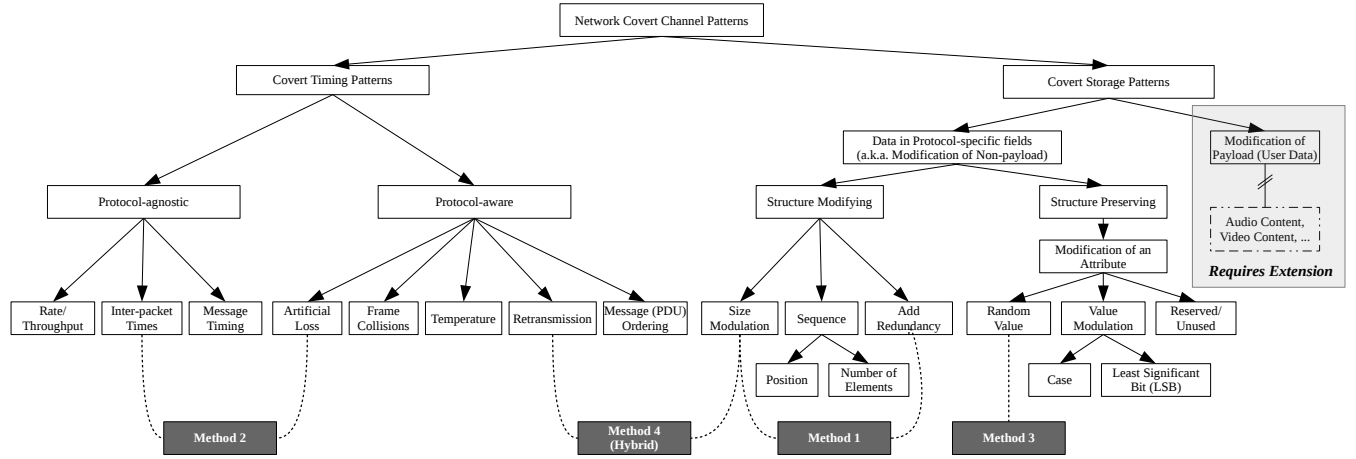 Network Covert Channel Patterns
Covert Timing Patterns
Covert Storage Patterns
Data in Protocol-specific fields
(a.k.a. Modification of Non-payload)
Modification of
Payload (User Data)
Protocol-agnostic
Protocol-aware
Structure Modifying
Structure Preserving
Audio Content,
Video Content, ...
Modification of an
Attribute
Requires Extension
Rate/
Throughput
Inter-packet
Times
Message
Timing
Artificial
Loss
Frame
Collisions
Temperature
Retransmission
Message (PDU)
Ordering
Size
Modulation
Sequence
Add
Redundancy
Random
Value
Value
Modulation
Reserved/
Unused
Position
Number of
Elements
Case
Least Significant
Bit (LSB)
Method 2
Method 4
(Hybrid)
Method 1
Method 3